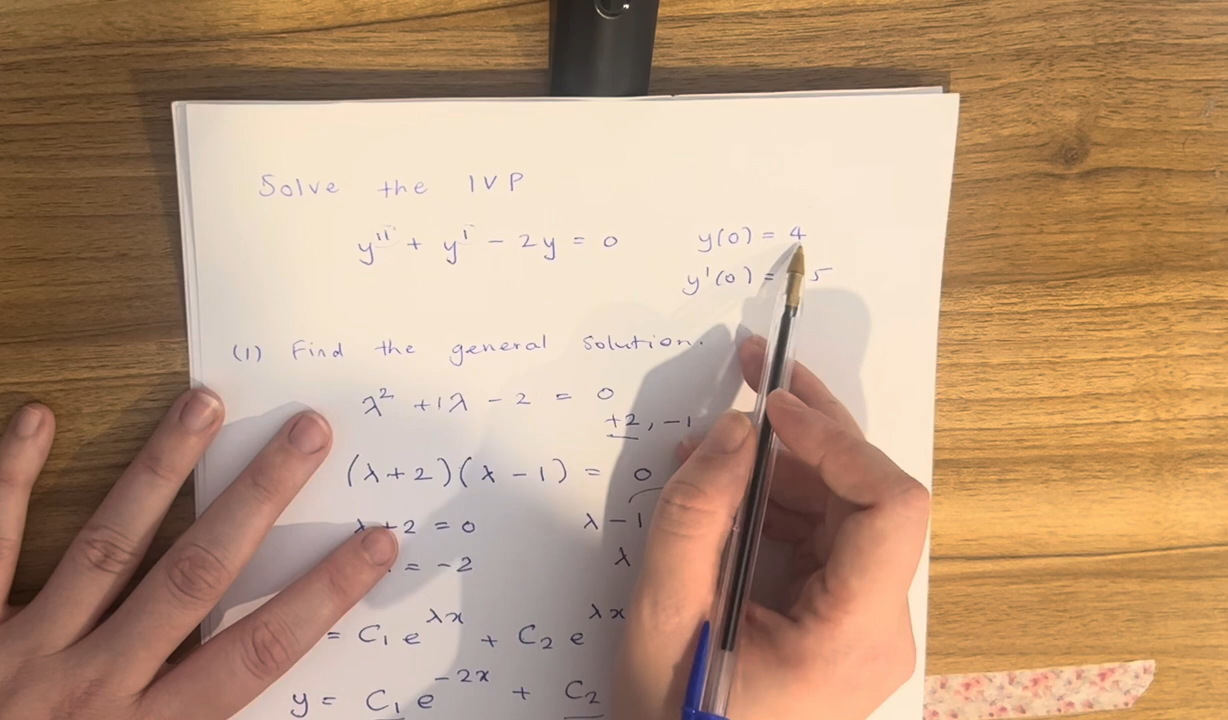 Solve the IVP
y'' + y' - 2y = 0
y(0) = 4
y'(0) = 5
(1) Find the general solution.
λ² + 1λ - 2 = 0
+2, -1
(λ+2)(λ-1) = 0
λ+2 = 0
λ-1
= -2
λ
= C₁ e^λx + C₂ e^λx
y = C₁ e^-2x + C₂